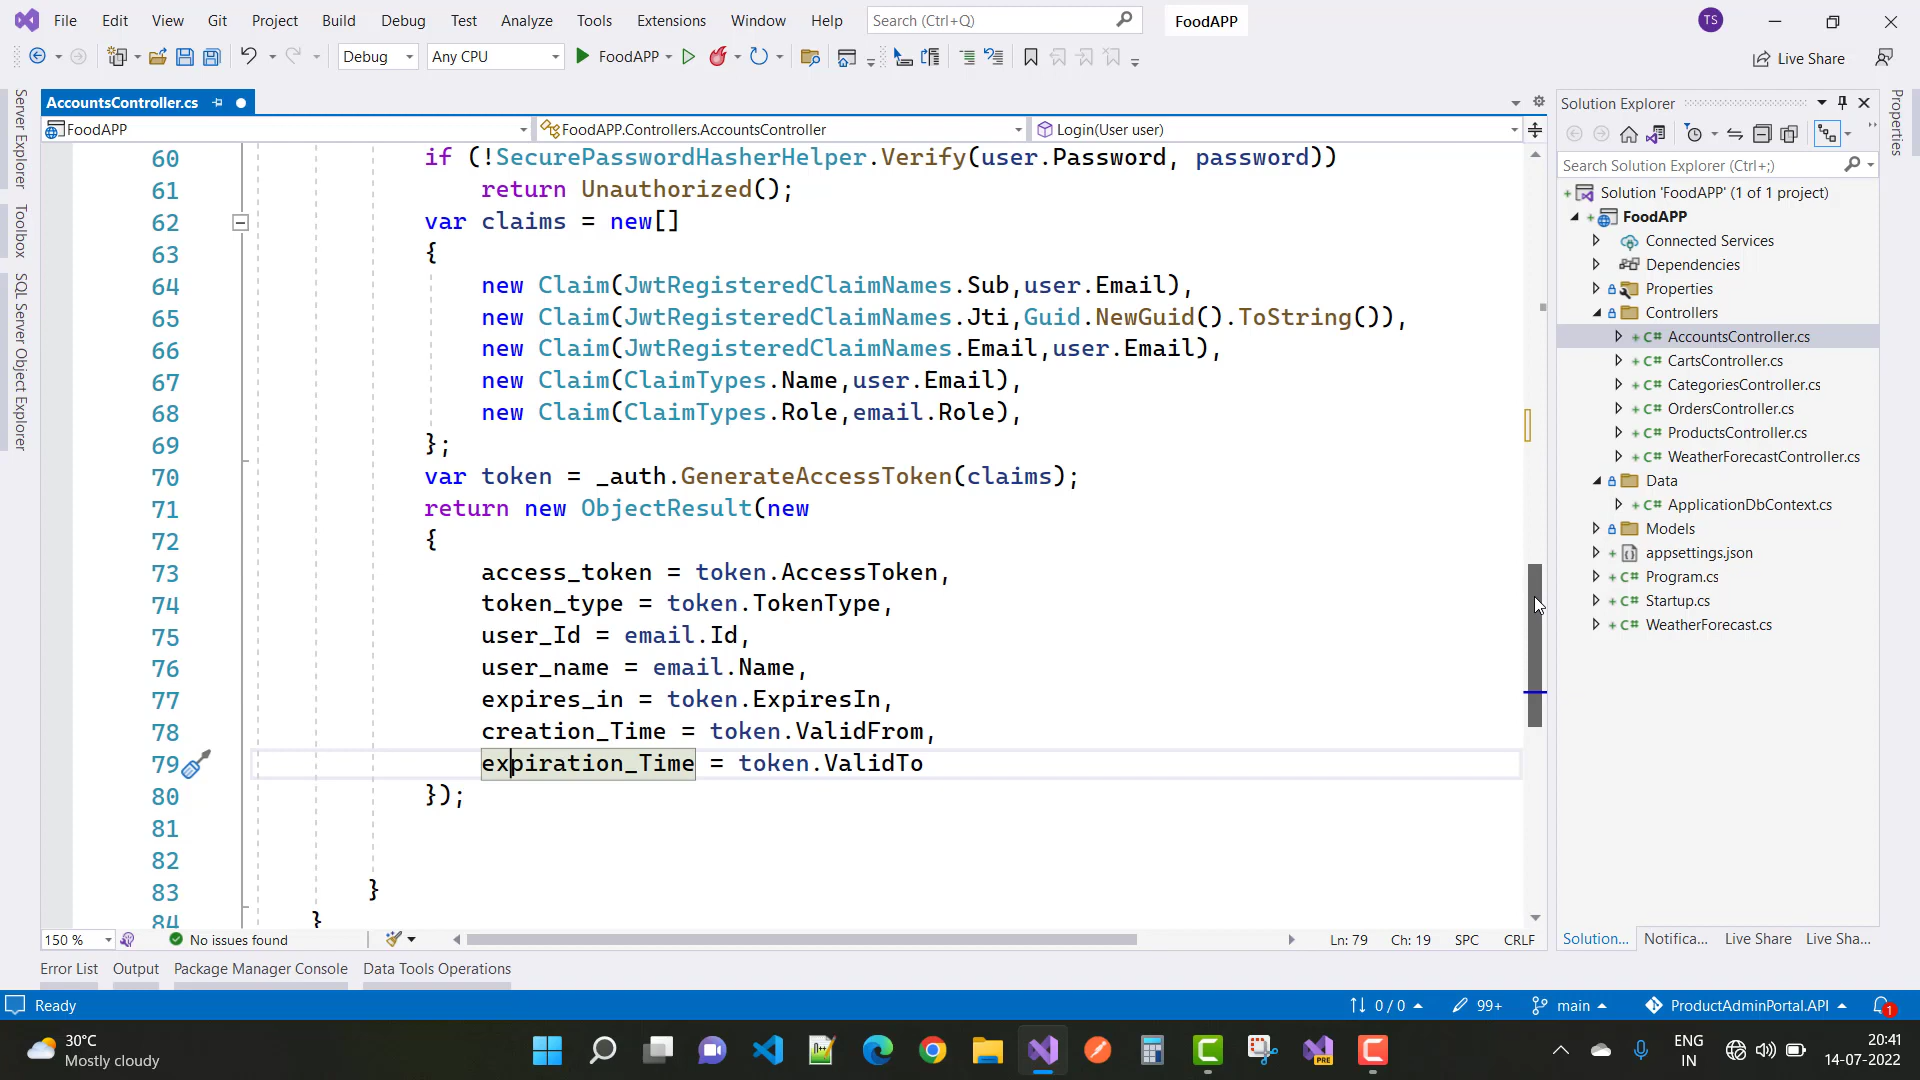 File Edit View Git Project Build Debug Test Analyze Tools Extensions Window Help Search (Ctrl+Q) FoodAPP TS
Debug Any CPU FoodAPP Live Share
AccountsController.cs
FoodAPP FoodAPP.Controllers.AccountsController Login(User user)
Server Explorer
Toolbox
SQL Server Object Explorer
60 if (!SecurePasswordHasherHelper.Verify(user.Password, password))
61 return Unauthorized();
62 var claims = new[]
63 {
64 new Claim(JwtRegisteredClaimNames.Sub,user.Email),
65 new Claim(JwtRegisteredClaimNames.Jti,Guid.NewGuid().ToString()),
66 new Claim(JwtRegisteredClaimNames.Email,user.Email),
67 new Claim(ClaimTypes.Name,user.Email),
68 new Claim(ClaimTypes.Role,email.Role),
69 };
70 var token = _auth.GenerateAccessToken(claims);
71 return new ObjectResult(new
72 {
73 access_token = token.AccessToken,
74 token_type = token.TokenType,
75 user_Id = email.Id,
76 user_name = email.Name,
77 expires_in = token.ExpiresIn,
78 creation_Time = token.ValidFrom,
79 expiration_Time = token.ValidTo
80 });
81
82
83 }
84 }
150 % No issues found Ln: 79 Ch: 19 SPC CRLF
Solution Explorer
Search Solution Explorer (Ctrl+;)
Solution 'FoodAPP' (1 of 1 project)
FoodAPP
Connected Services
Dependencies
Properties
Controllers
C# AccountsController.cs
C# CartsController.cs
C# CategoriesController.cs
C# OrdersController.cs
C# ProductsController.cs
C# WeatherForecastController.cs
Data
C# ApplicationDbContext.cs
Models
appsettings.json
C# Program.cs
C# Startup.cs
C# WeatherForecast.cs
Solution... Notifica... Live Share Live Sha...
Properties
Error List Output Package Manager Console Data Tools Operations
Ready 0 / 0 99+ main ProductAdminPortal.API 1
30°C
Mostly cloudy
PRE
ENG
IN
20:41
14-07-2022